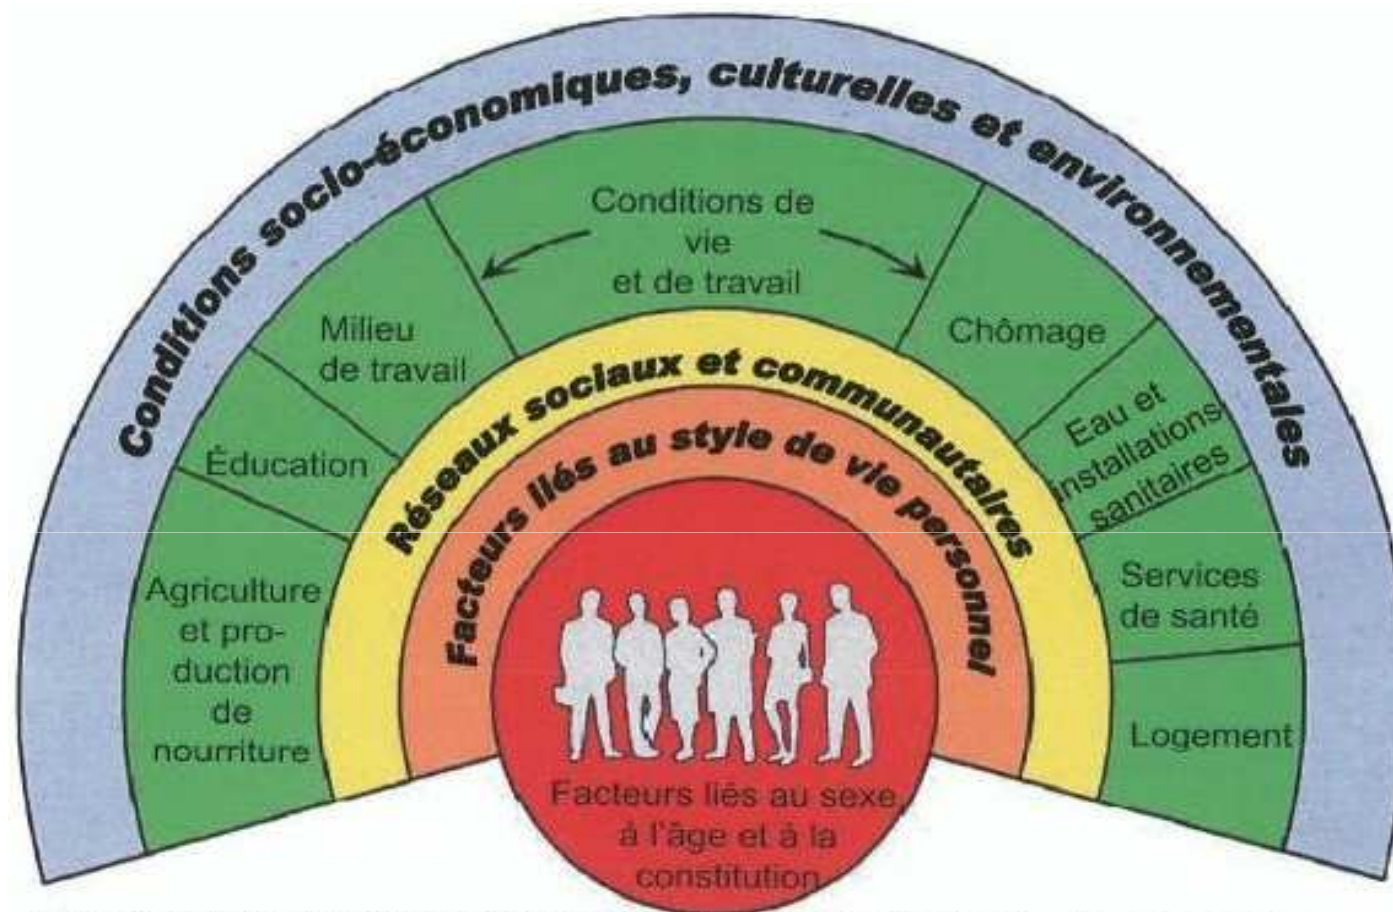 Conditions socio-économiques, culturelles et environnementales
Conditions de
vie
et de travail
Milieu
de travail
Éducation
Agriculture
et pro-
duction
de
nourriture
Chômage
Eau et
installations
sanitaires
Services
de santé
Logement
Réseaux sociaux et communautaires
Facteurs liés au style de vie personnel
Facteurs liés au sexe,
à l'âge et à la
constitution